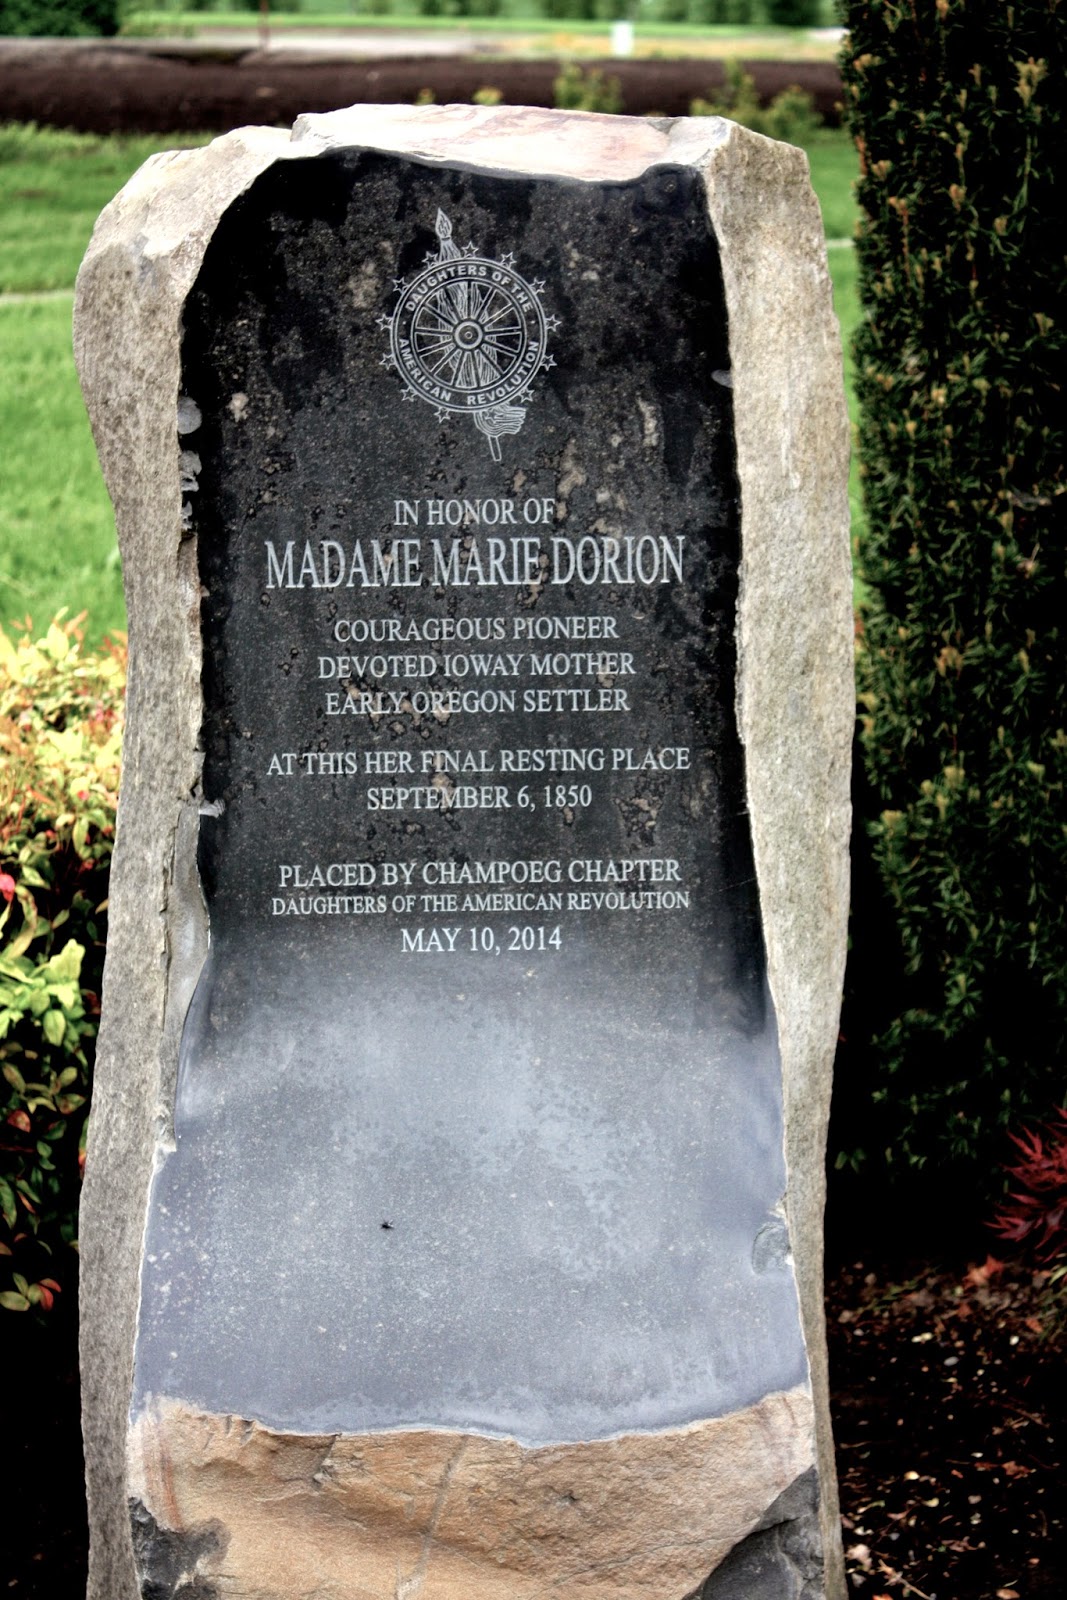 DAUGHTERS OF THE
AMERICAN REVOLUTION
IN HONOR OF
MADAME MARIE DORION
COURAGEOUS PIONEER
DEVOTED IOWAY MOTHER
EARLY OREGON SETTLER
AT THIS HER FINAL RESTING PLACE
SEPTEMBER 6, 1850
PLACED BY CHAMPOEG CHAPTER
DAUGHTERS OF THE AMERICAN REVOLUTION
MAY 10, 2014